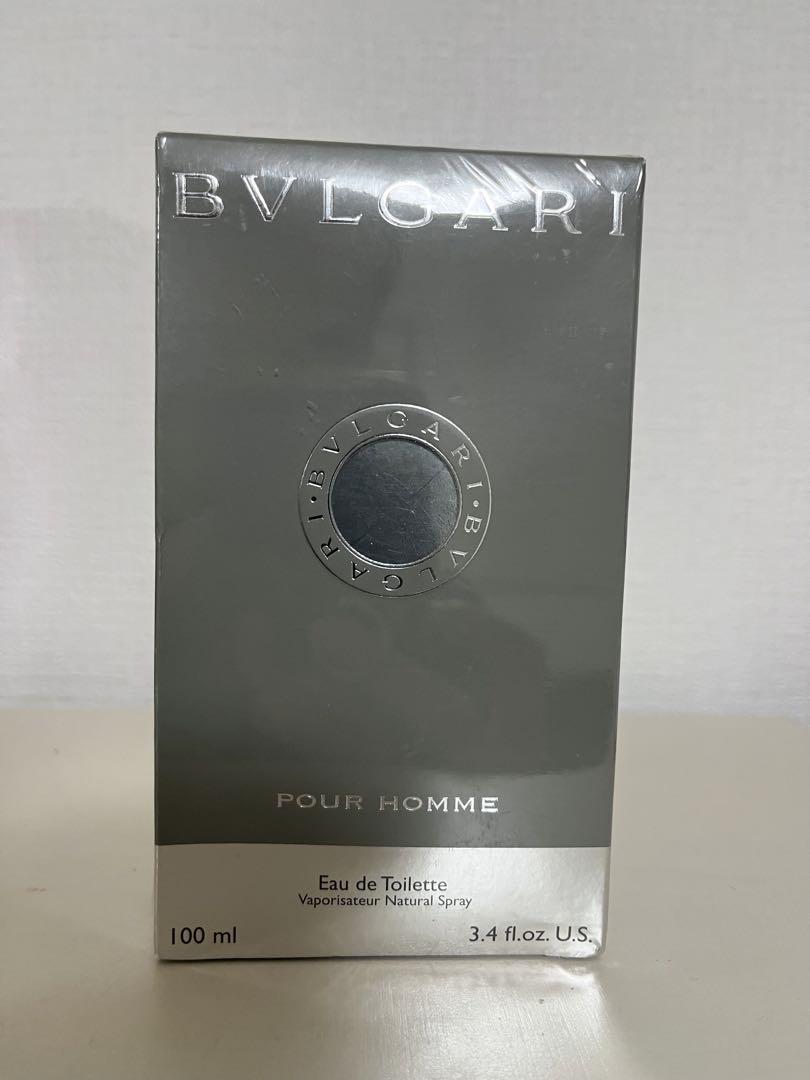 BVLGARI
BVLGARI · BVLGARI ·
POUR HOMME
Eau de Toilette
Vaporisateur Natural Spray
100 ml
3.4 fl.oz. U.S.